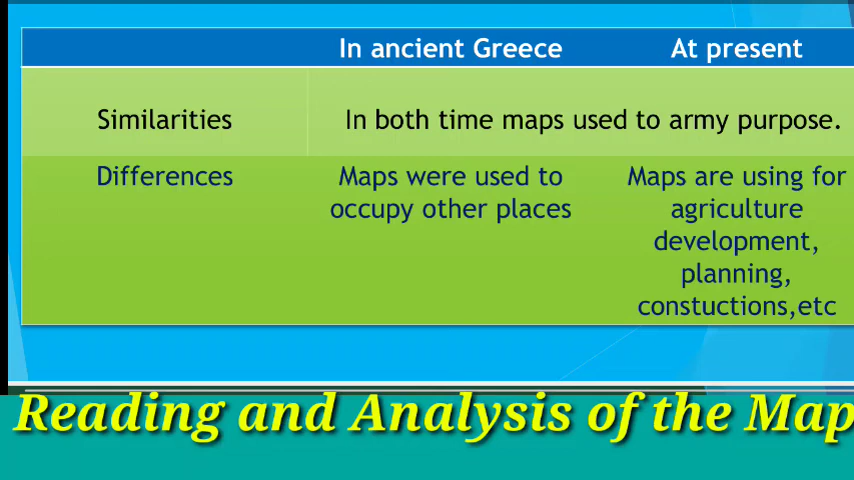 In ancient Greece At present
Similarities In both time maps used to army purpose.
Differences Maps were used to Maps are using for
occupy other places agriculture
development,
planning,
constuctions,etc
Reading and Analysis of the Map